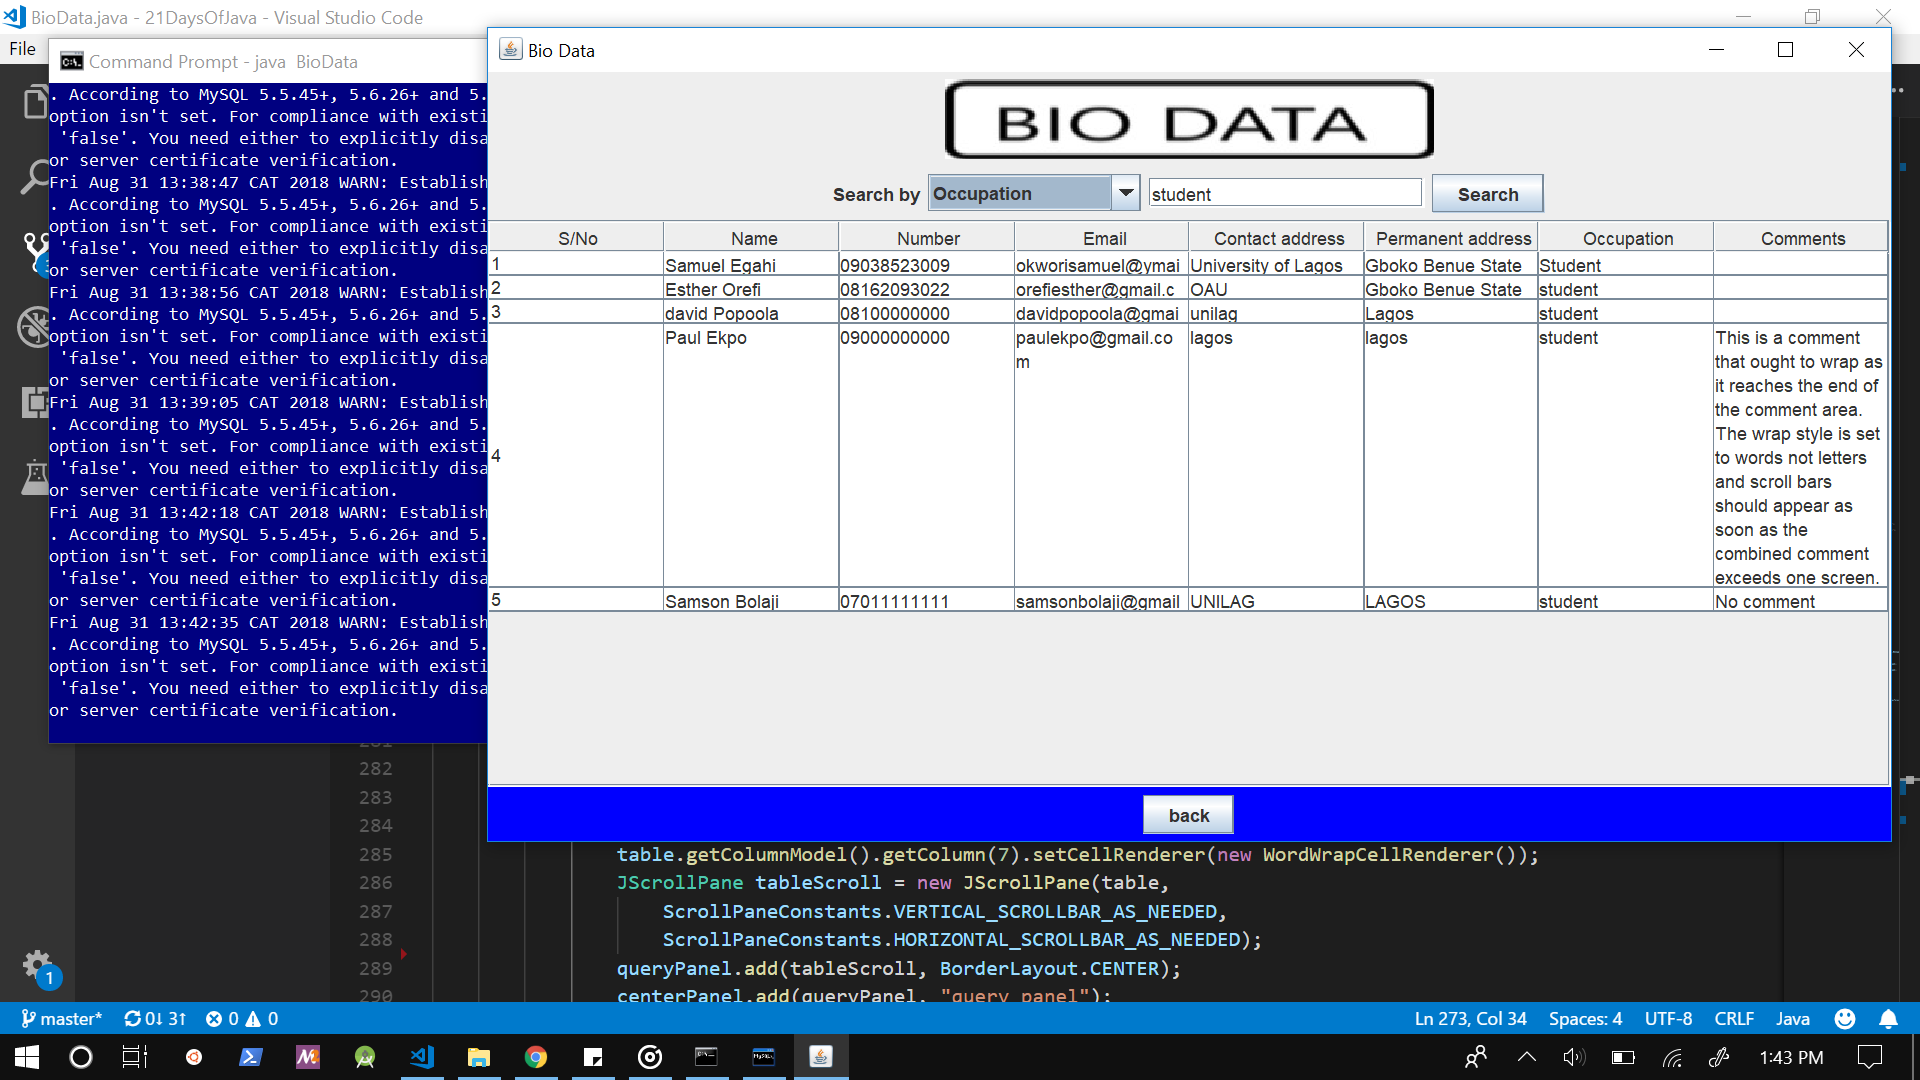 BioData.java - 21DaysOfJava - Visual Studio Code
File
Command Prompt - java  BioData
. According to MySQL 5.5.45+, 5.6.26+ and 5.
option isn't set. For compliance with existi
'false'. You need either to explicitly disa
or server certificate verification.
Fri Aug 31 13:38:47 CAT 2018 WARN: Establish
. According to MySQL 5.5.45+, 5.6.26+ and 5.
option isn't set. For compliance with existi
'false'. You need either to explicitly disa
or server certificate verification.
Fri Aug 31 13:38:56 CAT 2018 WARN: Establish
. According to MySQL 5.5.45+, 5.6.26+ and 5.
option isn't set. For compliance with existi
'false'. You need either to explicitly disa
or server certificate verification.
Fri Aug 31 13:39:05 CAT 2018 WARN: Establish
. According to MySQL 5.5.45+, 5.6.26+ and 5.
option isn't set. For compliance with existi
'false'. You need either to explicitly disa
or server certificate verification.
Fri Aug 31 13:42:18 CAT 2018 WARN: Establish
. According to MySQL 5.5.45+, 5.6.26+ and 5.
option isn't set. For compliance with existi
'false'. You need either to explicitly disa
or server certificate verification.
Fri Aug 31 13:42:35 CAT 2018 WARN: Establish
. According to MySQL 5.5.45+, 5.6.26+ and 5.
option isn't set. For compliance with existi
'false'. You need either to explicitly disa
or server certificate verification.
Bio Data
BIO DATA
Search by Occupation student Search
S/No Name Number Email Contact address Permanent address Occupation Comments
1 Samuel Egahi 09038523009 okworisamuel@ymai University of Lagos Gboko Benue State Student
2 Esther Orefi 08162093022 orefiesther@gmail.c OAU Gboko Benue State student
3 david Popoola 08100000000 davidpopoola@gmai unilag Lagos student
4 Paul Ekpo 09000000000 paulekpo@gmail.co lagos lagos student This is a comment
m that ought to wrap as
it reaches the end of
the comment area.
The wrap style is set
to words not letters
and scroll bars
should appear as
soon as the
combined comment
exceeds one screen.
5 Samson Bolaji 07011111111 samsonbolaji@gmail UNILAG LAGOS student No comment
back
281
282
283
284
285 table.getColumnModel().getColumn(7).setCellRenderer(new WordWrapCellRenderer());
286 JScrollPane tableScroll = new JScrollPane(table,
287 ScrollPaneConstants.VERTICAL_SCROLLBAR_AS_NEEDED,
288 ScrollPaneConstants.HORIZONTAL_SCROLLBAR_AS_NEEDED);
289 queryPanel.add(tableScroll, BorderLayout.CENTER);
290 centerPanel.add(queryPanel, "query panel");
1
master* 0↓ 3↑ 0 0 Ln 273, Col 34 Spaces: 4 UTF-8 CRLF Java
1:43 PM